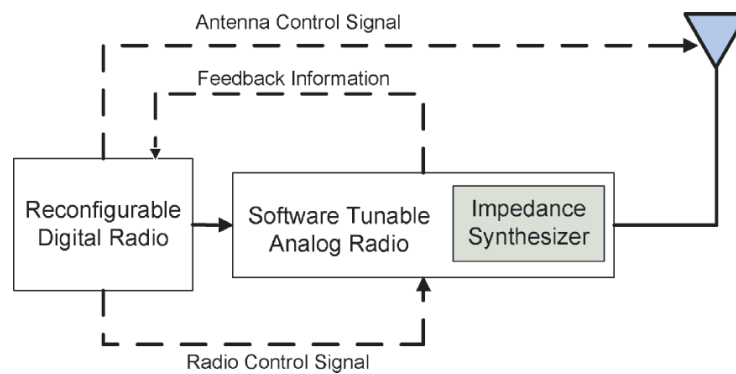 Antenna Control Signal
Feedback Information
Reconfigurable
Digital Radio
Software Tunable
Analog Radio
Impedance
Synthesizer
Radio Control Signal